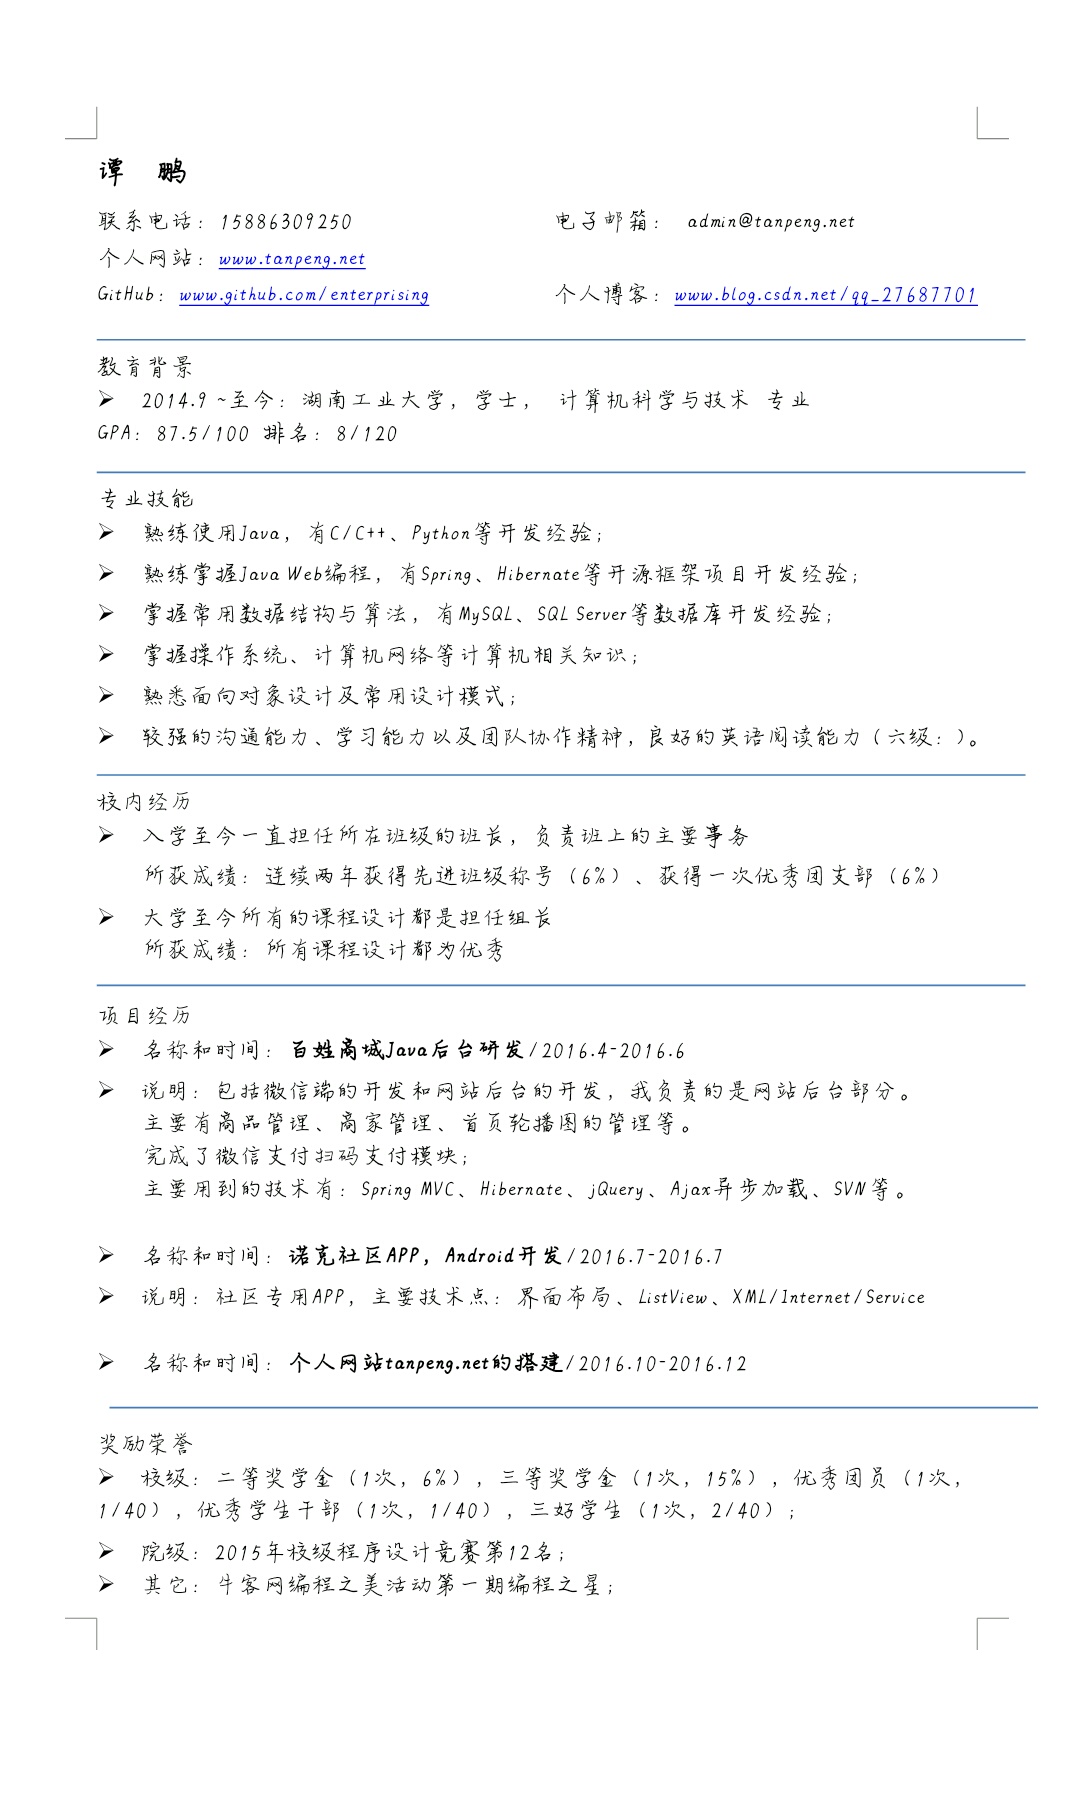 谭 鹏
联系电话：15886309250 电子邮箱： admin@tanpeng.net
个人网站：www.tanpeng.net
GitHub：www.github.com/enterprising 个人博客：www.blog.csdn.net/qq_27687701
教育背景
➢ 2014.9 ~至今：湖南工业大学，学士， 计算机科学与技术 专业
GPA：87.5/100 排名：8/120
专业技能
➢ 熟练使用Java，有C/C++、Python等开发经验；
➢ 熟练掌握Java Web编程，有Spring、Hibernate等开源框架项目开发经验；
➢ 掌握常用数据结构与算法，有MySQL、SQL Server等数据库开发经验；
➢ 掌握操作系统、计算机网络等计算机相关知识；
➢ 熟悉面向对象设计及常用设计模式；
➢ 较强的沟通能力、学习能力以及团队协作精神，良好的英语阅读能力（六级：）。
校内经历
➢ 入学至今一直担任所在班级的班长，负责班上的主要事务
所获成绩：连续两年获得先进班级称号（6%）、获得一次优秀团支部（6%）
➢ 大学至今所有的课程设计都是担任组长
所获成绩：所有课程设计都为优秀
项目经历
➢ 名称和时间：百姓商城Java后台研发/2016.4-2016.6
➢ 说明：包括微信端的开发和网站后台的开发，我负责的是网站后台部分。
主要有商品管理、商家管理、首页轮播图的管理等。
完成了微信支付扫码支付模块；
主要用到的技术有：Spring MVC、Hibernate、jQuery、Ajax异步加载、SVN等。
➢ 名称和时间：诺克社区APP，Android开发/2016.7-2016.7
➢ 说明：社区专用APP，主要技术点：界面布局、ListView、XML/Internet/Service
➢ 名称和时间：个人网站tanpeng.net的搭建/2016.10-2016.12
奖励荣誉
➢ 校级：二等奖学金（1次，6%），三等奖学金（1次，15%），优秀团员（1次，
1/40），优秀学生干部（1次，1/40），三好学生（1次，2/40）；
➢ 院级：2015年校级程序设计竞赛第12名；
➢ 其它：牛客网编程之美活动第一期编程之星；